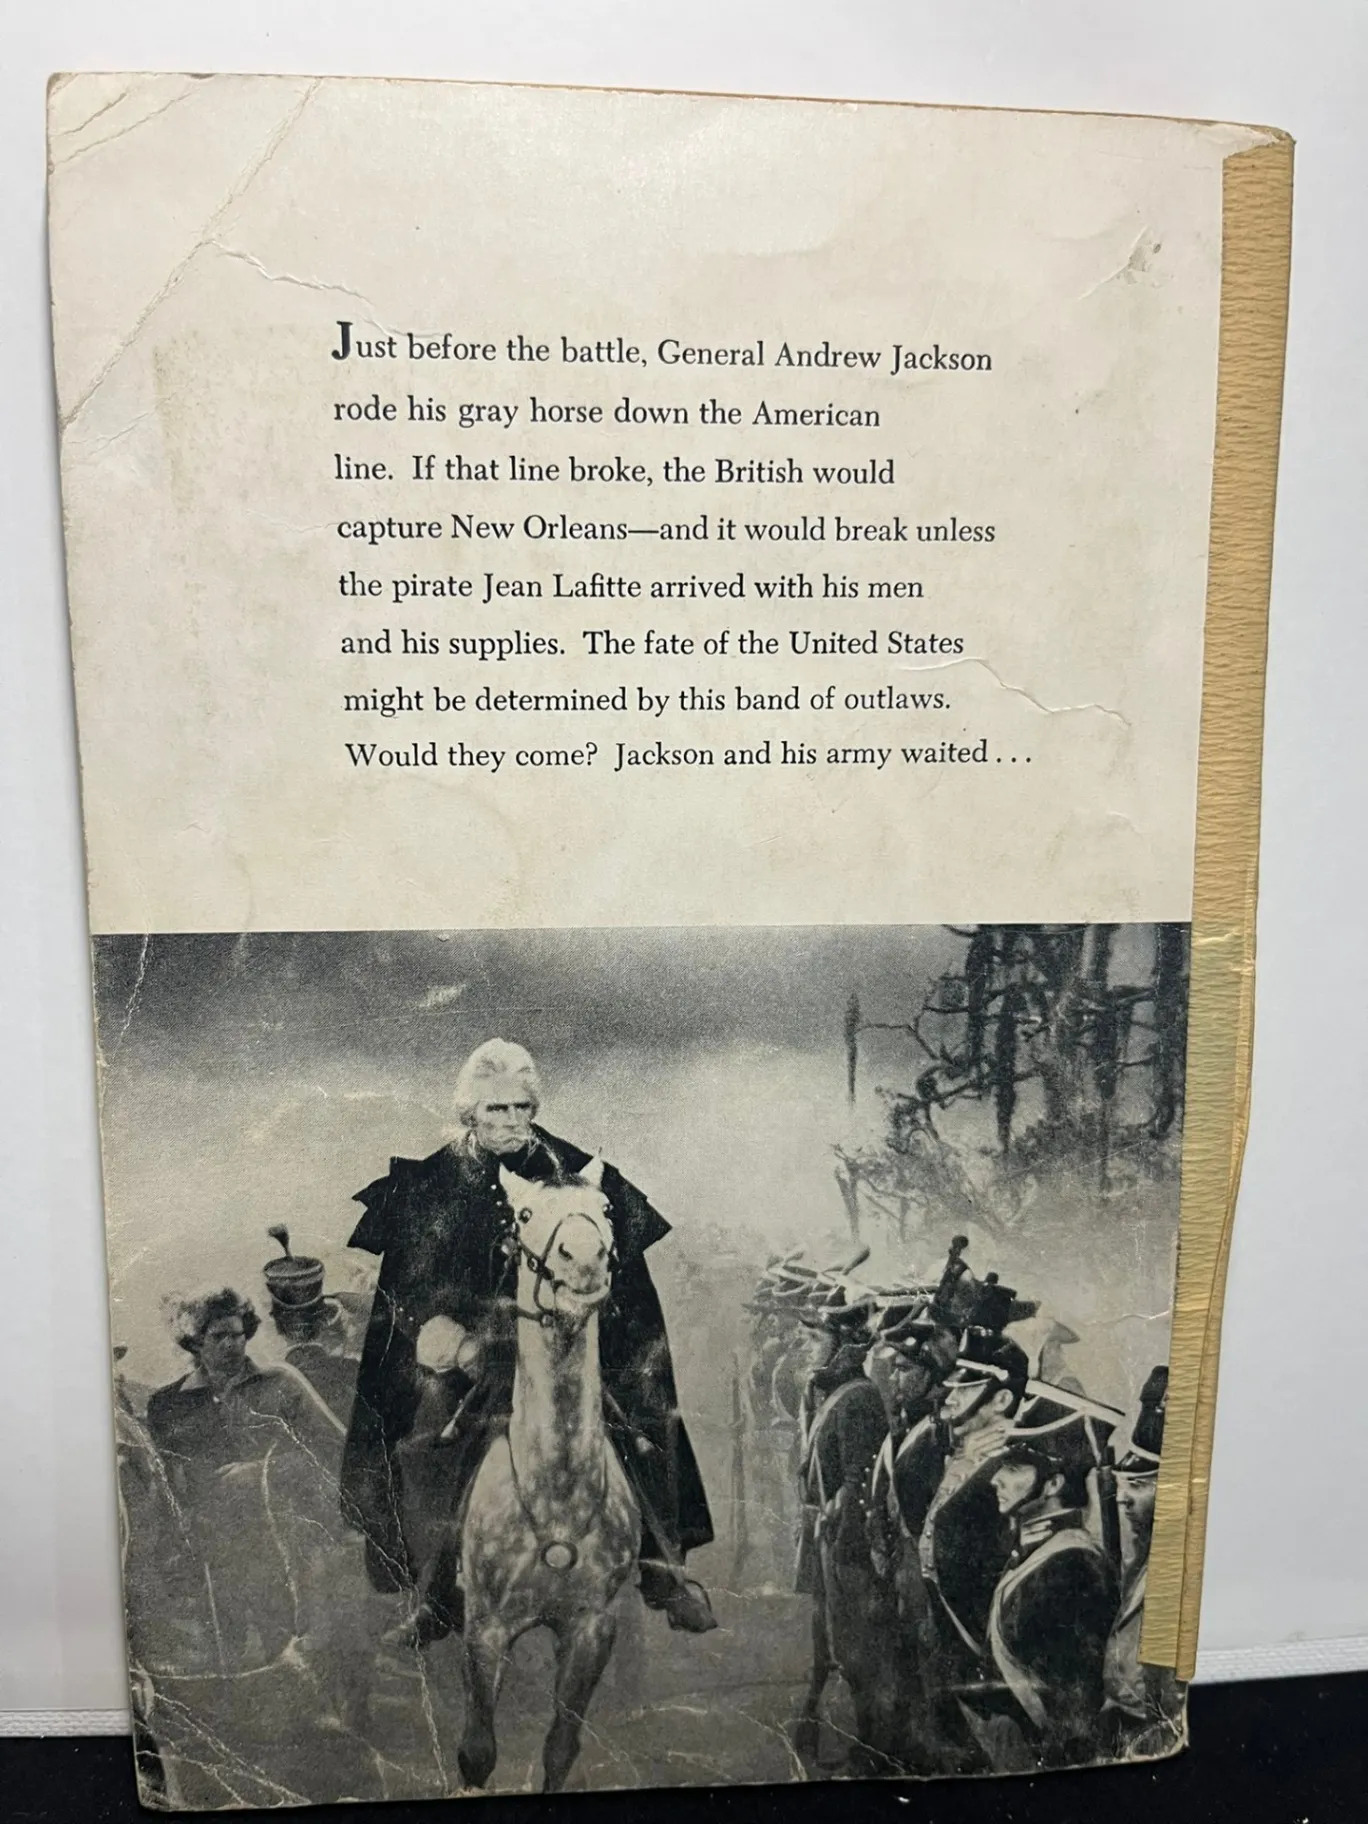 Just before the battle, General Andrew Jackson
rode his gray horse down the American
line. If that line broke, the British would
capture New Orleans—and it would break unless
the pirate Jean Lafitte arrived with his men
and his supplies. The fate of the United States
might be determined by this band of outlaws.
Would they come? Jackson and his army waited...